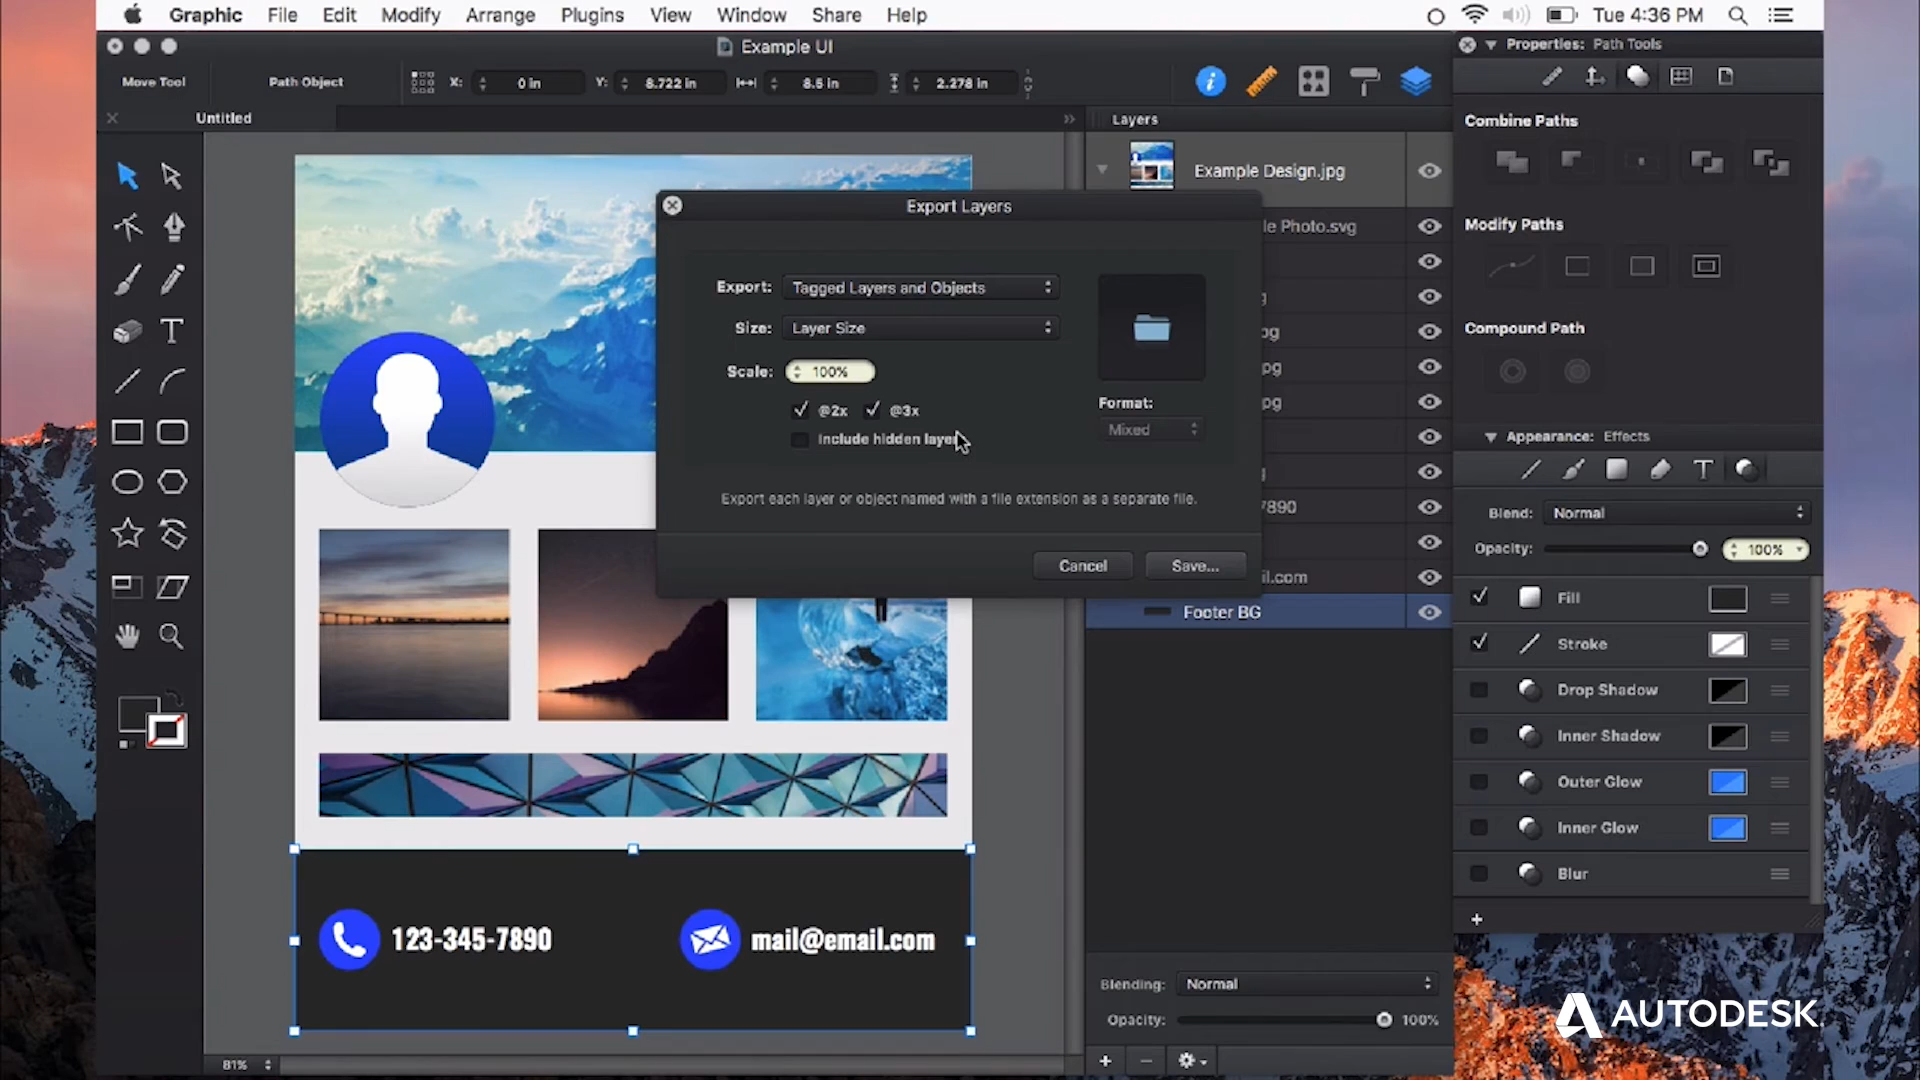 Graphic File Edit Modify Arrange Plugins View Window Share Help Tue 4:36 PM
Example UI
Properties: Path Tools
Move Tool Path Object X: 0 in Y: 8.722 in 8.5 in 2.278 in
Untitled
Layers
Combine Paths
Example Design.jpg
Export Layers
le Photo.svg
Modify Paths
Export: Tagged Layers and Objects
Size: Layer Size
pg
Compound Path
Scale: 100%
pg
@2x @3x
Format:
pg
Include hidden layer
Mixed
Appearance: Effects
Export each layer or object named with a file extension as a separate file.
7890
Blend: Normal
Opacity: 100%
Cancel Save...
il.com
Fill
Footer BG
Stroke
Drop Shadow
Inner Shadow
Outer Glow
Inner Glow
Blur
123-345-7890
mail@email.com
Blending: Normal
Opacity: 100%
81%
AUTODESK.